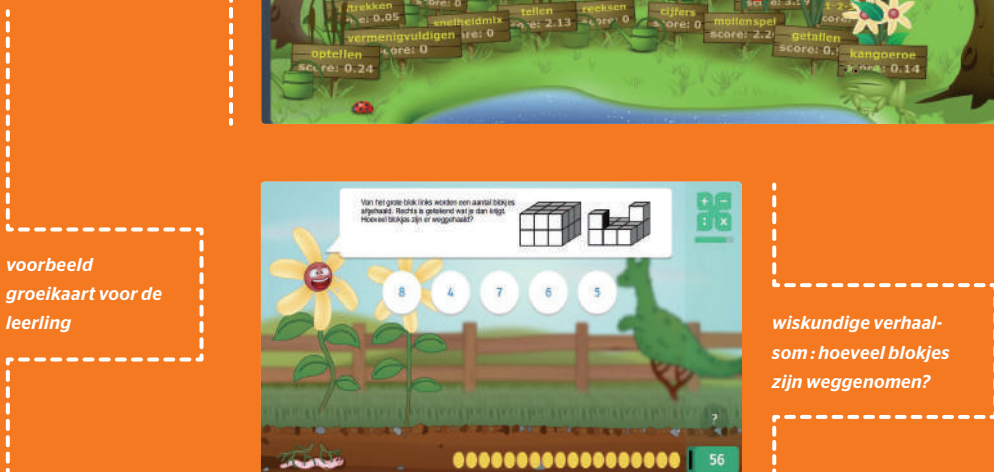 trekken
score: 0
tellen
reeksen
cijfers
: 0.05
snelheidmix
: 2.13
score: 0
mollenspel
score: 2.2
getallen
vermenigvuldigen
score: 0
optellen
score: 0.24
kangoeroe
score: 0.14
Van het grote blok links worden een aantal blokjes
afgehaald. Rechts is getekend wat je dan krijgt.
Hoeveel blokjes zijn er weggehaald?
+ −
: x
8 4 7 6 5
?
56
voorbeeld
groeikaart voor de
leerling
wiskundige verhaal-
som : hoeveel blokjes
zijn weggenomen?